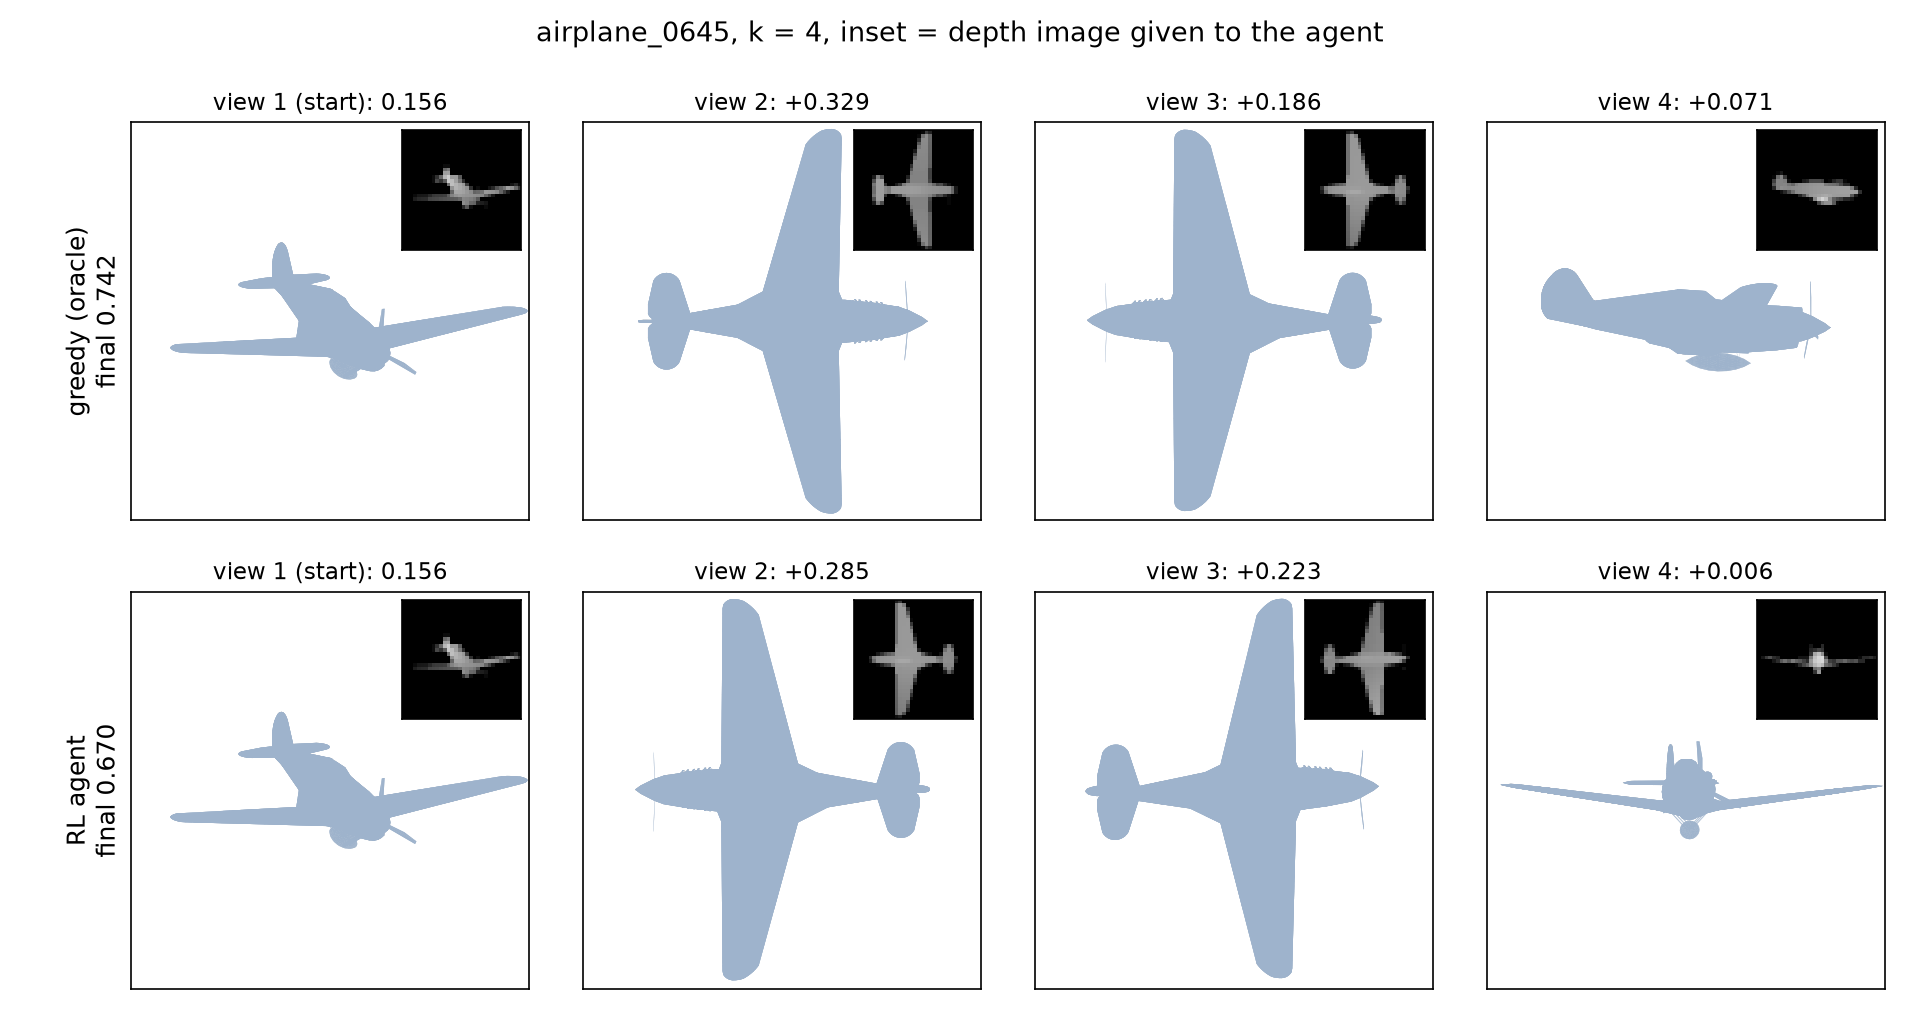 airplane_0645, k = 4, inset = depth image given to the agent
view 1 (start): 0.156
view 2: +0.329
view 3: +0.186
view 4: +0.071
greedy (oracle)
final 0.742
view 1 (start): 0.156
view 2: +0.285
view 3: +0.223
view 4: +0.006
RL agent
final 0.670